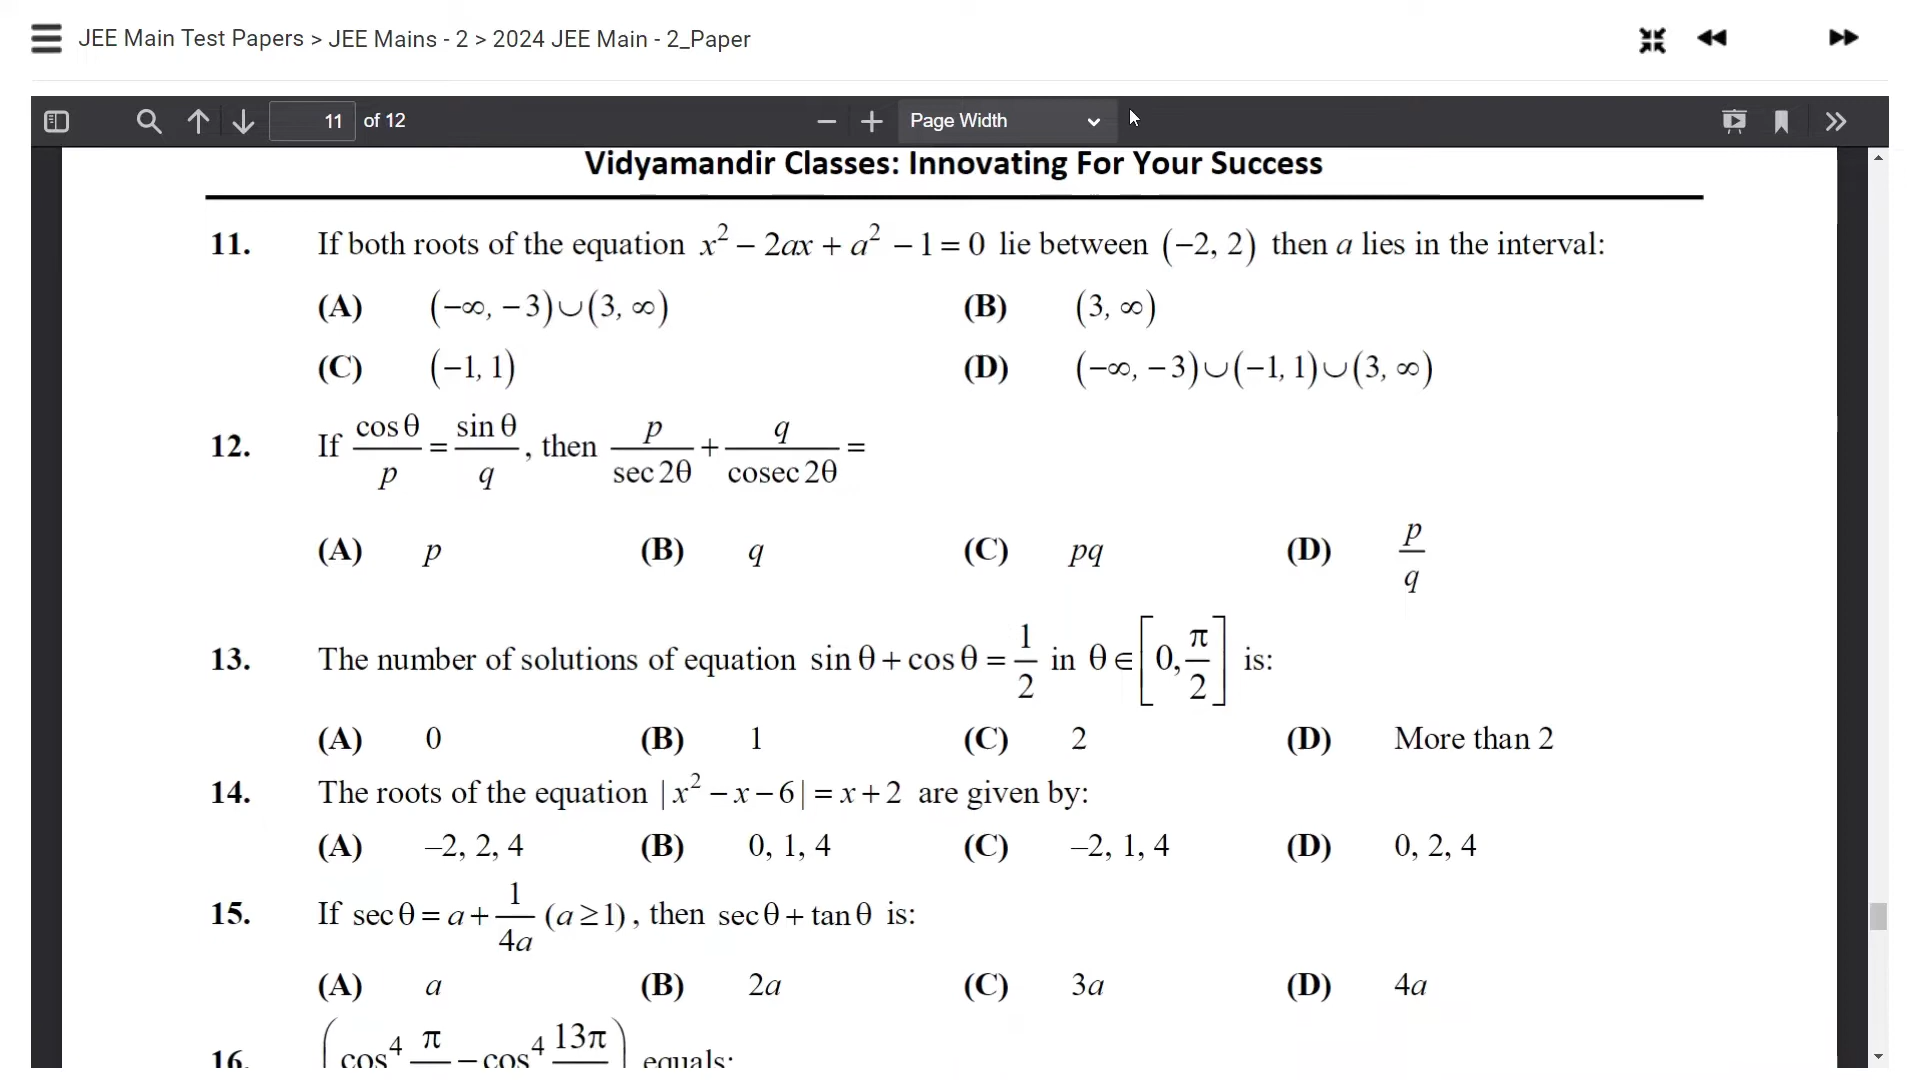 JEE Main Test Papers > JEE Mains - 2 > 2024 JEE Main - 2_Paper
11 of 12 Page Width
Vidyamandir Classes: Innovating For Your Success
11. If both roots of the equation x² − 2ax + a² − 1 = 0 lie between (−2, 2) then a lies in the interval:
(A) (−∞, −3)∪(3, ∞) (B) (3, ∞)
(C) (−1, 1) (D) (−∞, −3)∪(−1, 1)∪(3, ∞)
12. If cosθ/p = sinθ/q, then p/sec2θ + q/cosec2θ =
(A) p (B) q (C) pq (D) p/q
13. The number of solutions of equation sinθ + cosθ = 1/2 in θ∈[0, π/2] is:
(A) 0 (B) 1 (C) 2 (D) More than 2
14. The roots of the equation |x² − x − 6| = x + 2 are given by:
(A) –2, 2, 4 (B) 0, 1, 4 (C) –2, 1, 4 (D) 0, 2, 4
15. If secθ = a + 1/4a (a ≥ 1), then secθ + tanθ is:
(A) a (B) 2a (C) 3a (D) 4a
16. (cos⁴ π − cos⁴ 13π) equals: